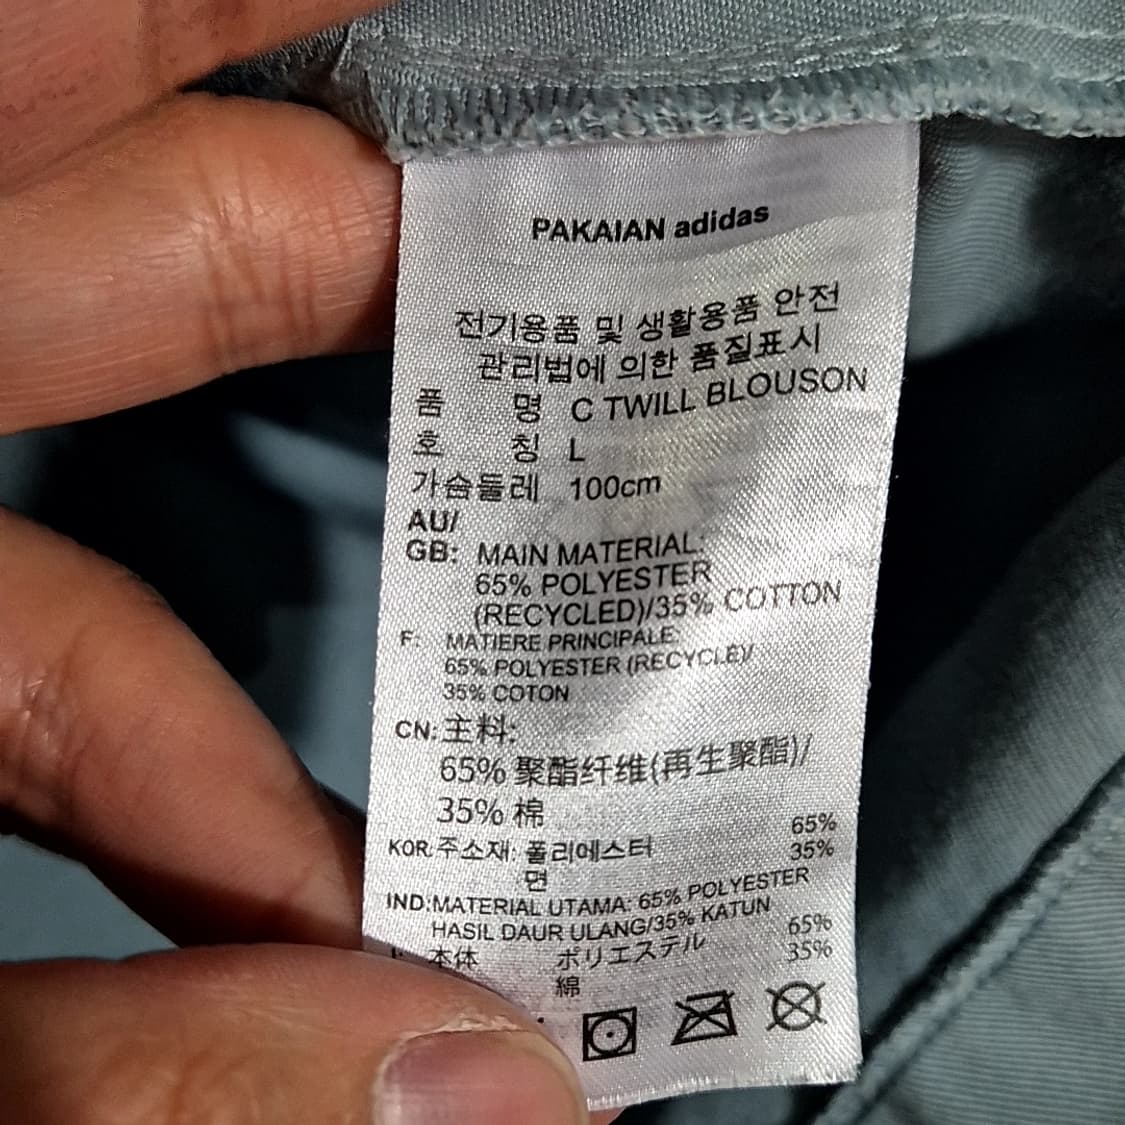 PAKAIAN adidas
전기용품 및 생활용품 안전
관리법에 의한 품질표시
품 명 C TWILL BLOUSON
호 칭 L
가슴둘레 100cm
AU/
GB: MAIN MATERIAL:
65% POLYESTER
(RECYCLED)/35% COTTON
F: MATIERE PRINCIPALE:
65% POLYESTER (RECYCLE)/
35% COTON
CN: 主料:
65% 聚酯纤维(再生聚酯)/
35% 棉
KOR: 주소재: 폴리에스터 65%
면 35%
IND: MATERIAL UTAMA: 65% POLYESTER
HASIL DAUR ULANG/35% KATUN
本体 ポリエステル 65%
綿 35%